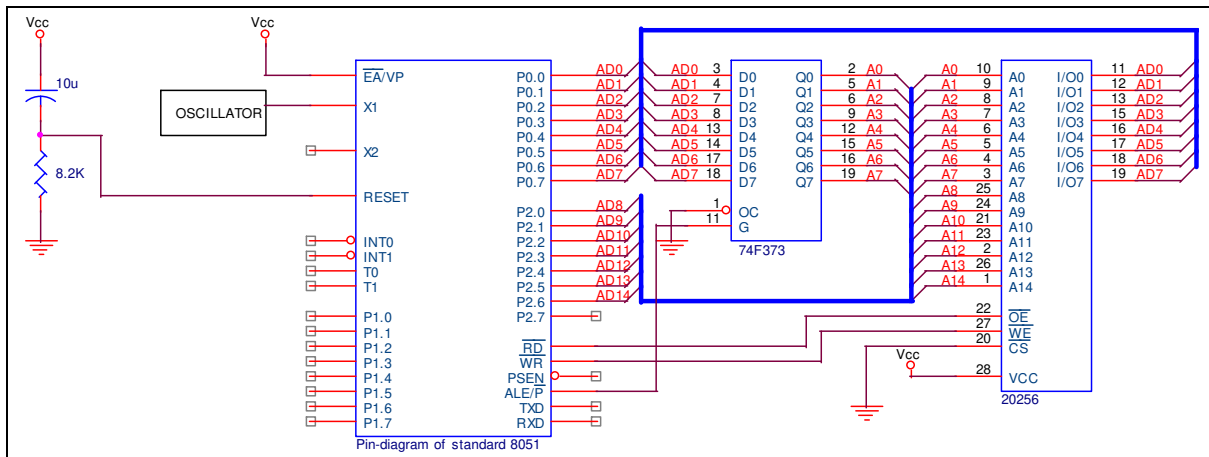 Vcc
10u
8.2K
Vcc
OSCILLATOR
EA/VP
X1
X2
RESET
INT0
INT1
T0
T1
P1.0
P1.1
P1.2
P1.3
P1.4
P1.5
P1.6
P1.7
P0.0 AD0
P0.1 AD1
P0.2 AD2
P0.3 AD3
P0.4 AD4
P0.5 AD5
P0.6 AD6
P0.7 AD7
P2.0 AD8
P2.1 AD9
P2.2 AD10
P2.3 AD11
P2.4 AD12
P2.5 AD13
P2.6 AD14
P2.7
RD
WR
PSEN
ALE/P
TXD
RXD
Pin-diagram of standard 8051
AD0 3 D0 Q0 2 A0
AD1 4 D1 Q1 5 A1
AD2 7 D2 Q2 6 A2
AD3 8 D3 Q3 9 A3
AD4 13 D4 Q4 12 A4
AD5 14 D5 Q5 15 A5
AD6 17 D6 Q6 16 A6
AD7 18 D7 Q7 19 A7
1 OC
11 G
74F373
A0 10 A0 I/O0 11 AD0
A1 9 A1 I/O1 12 AD1
A2 8 A2 I/O2 13 AD2
A3 7 A3 I/O3 15 AD3
A4 6 A4 I/O4 16 AD4
A5 5 A5 I/O5 17 AD5
A6 4 A6 I/O6 18 AD6
A7 3 A7 I/O7 19 AD7
A8 25 A8
A9 24 A9
A10 21 A10
A11 23 A11
A12 2 A12
A13 26 A13
A14 1 A14
22 OE
27 WE
20 CS
Vcc 28 VCC
20256